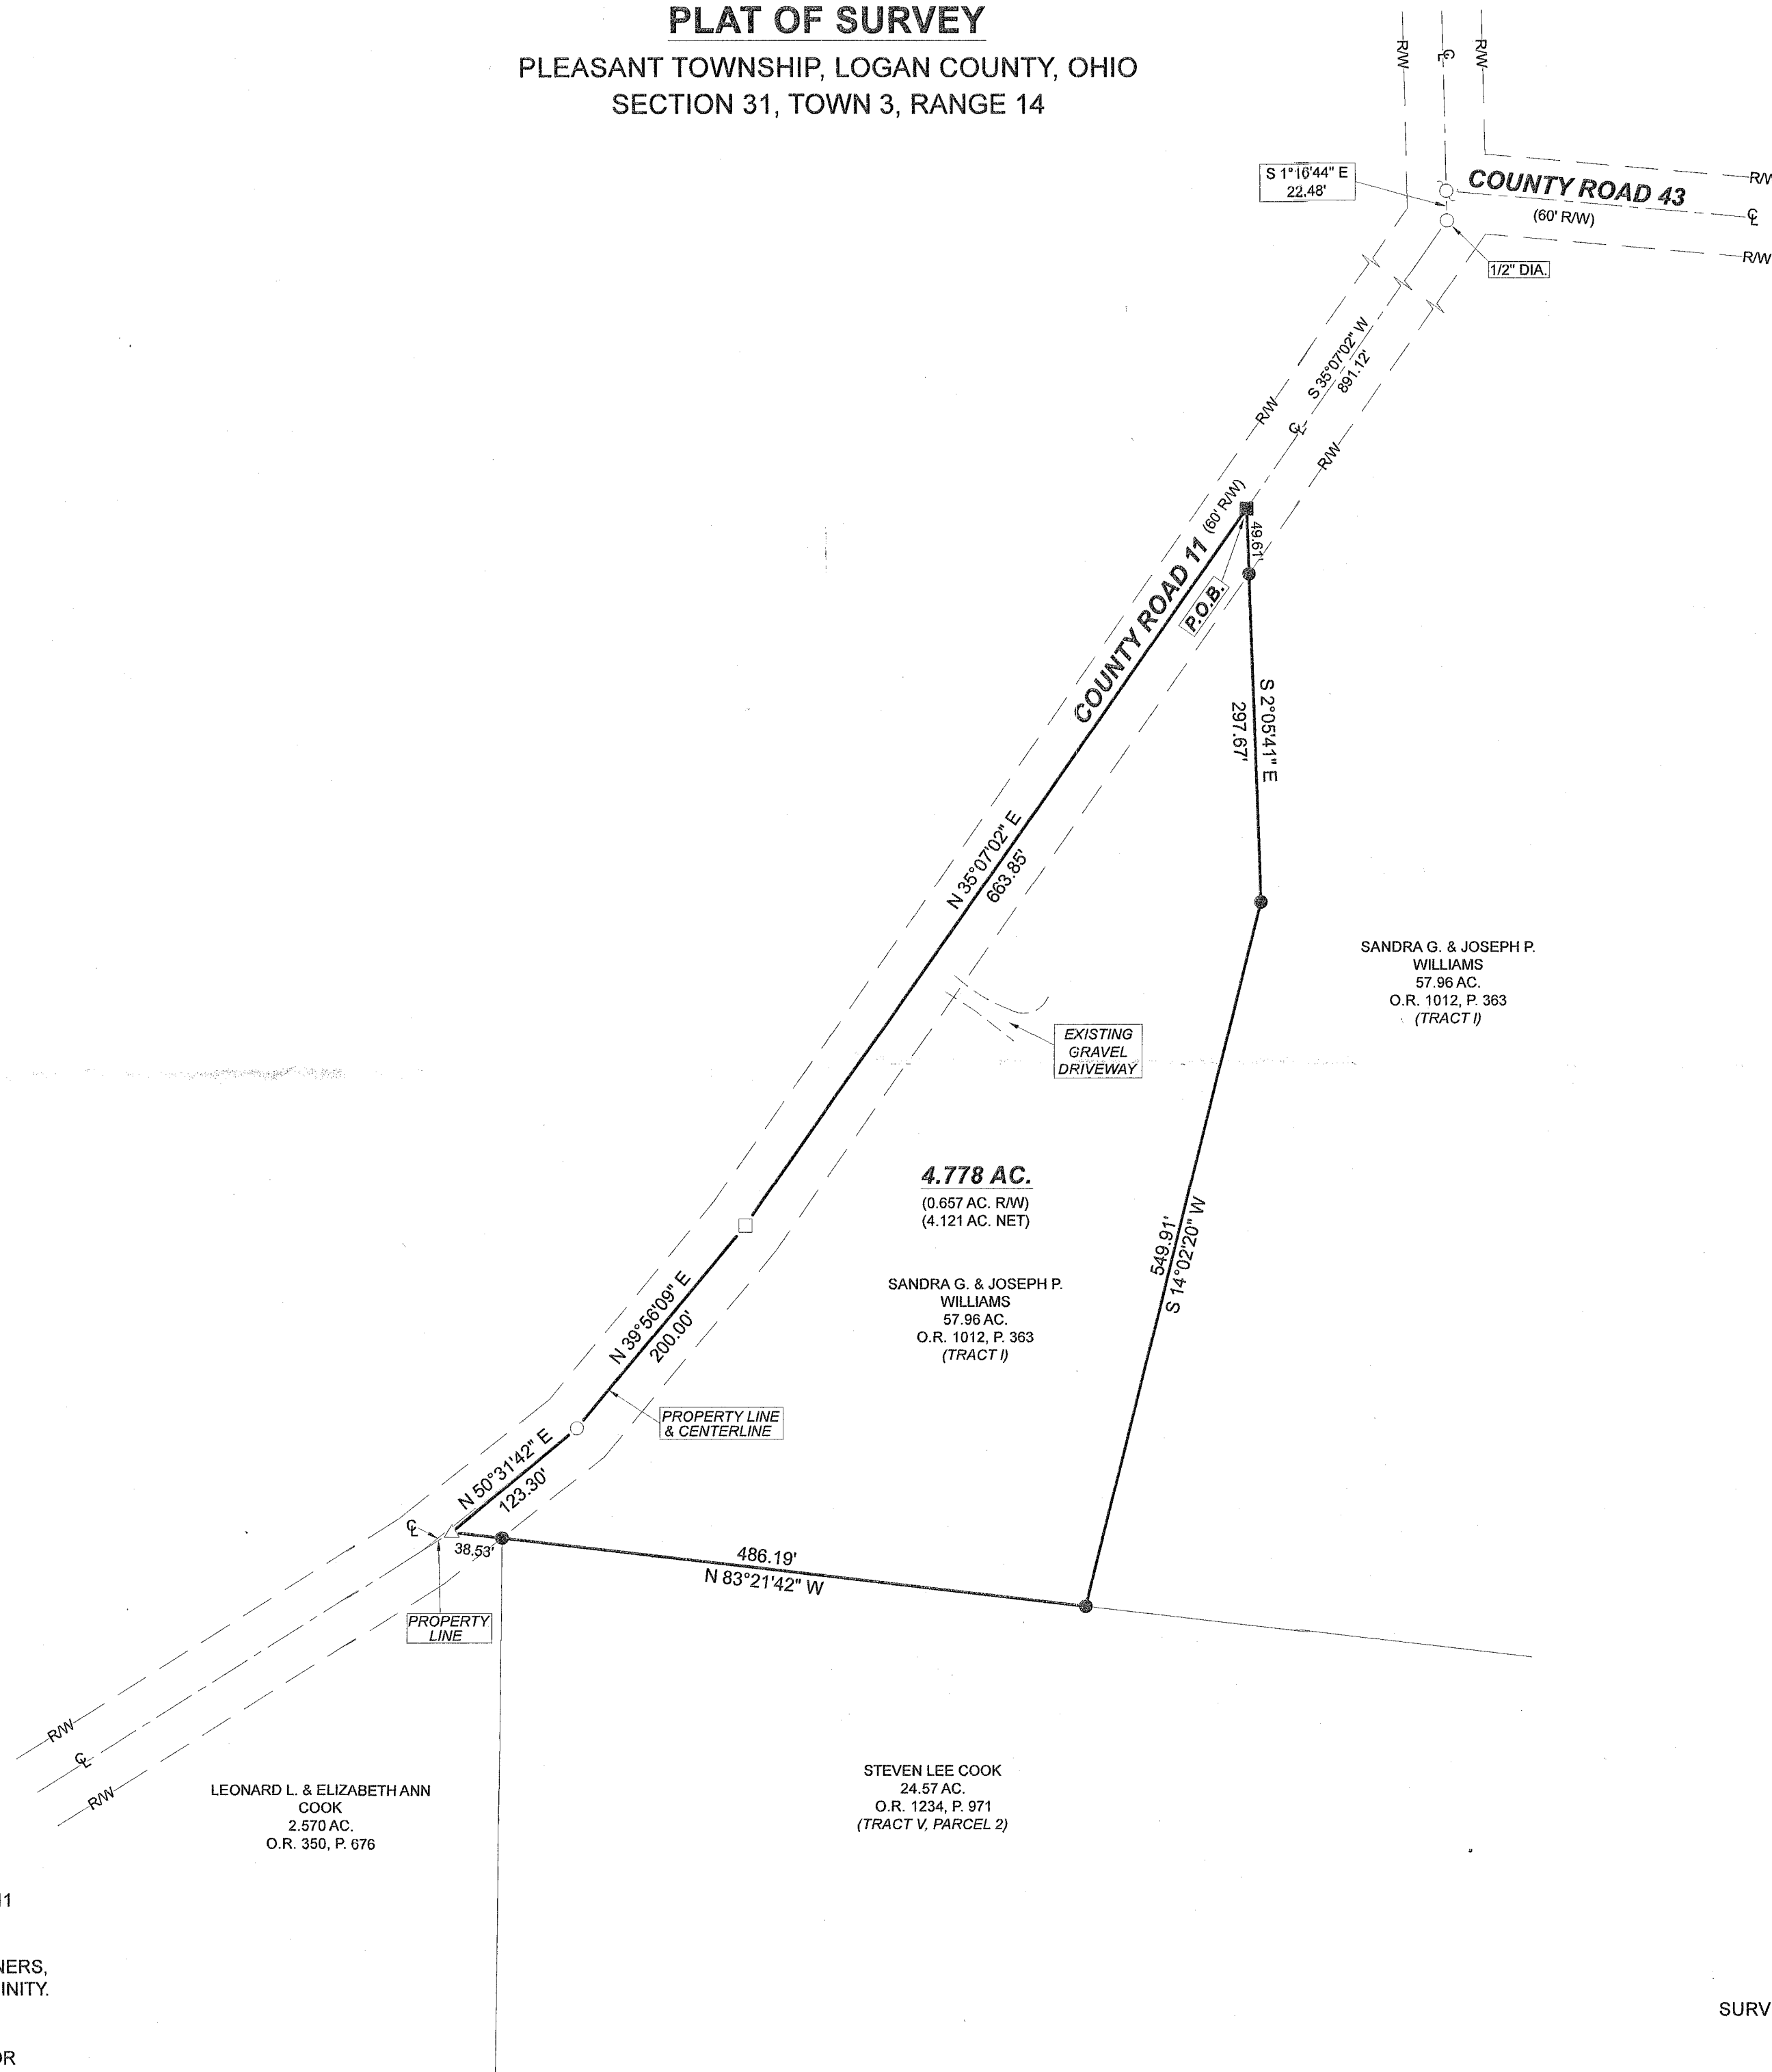 PLAT OF SURVEY
PLEASANT TOWNSHIP, LOGAN COUNTY, OHIO
SECTION 31, TOWN 3, RANGE 14
R/W
℄
R/W
S 1°16'44" E
22.48'
COUNTY ROAD 43
(60' R/W)
R/W
℄
R/W
1/2" DIA.
S 35°07'02" W
891.12'
R/W
℄
R/W
COUNTY ROAD 11 (60' R/W)
49.61'
P.O.B.
S 2°05'41" E
297.67'
N 35°07'02" E
663.85'
SANDRA G. & JOSEPH P.
WILLIAMS
57.96 AC.
O.R. 1012, P. 363
(TRACT I)
EXISTING
GRAVEL
DRIVEWAY
4.778 AC.
(0.657 AC. R/W)
(4.121 AC. NET)
549.91'
S 14°02'20" W
SANDRA G. & JOSEPH P.
WILLIAMS
57.96 AC.
O.R. 1012, P. 363
(TRACT I)
N 39°56'09" E
200.00'
PROPERTY LINE
& CENTERLINE
N 50°31'42" E
123.30'
℄
38.53'
486.19'
N 83°21'42" W
PROPERTY
LINE
R/W
℄
R/W
LEONARD L. & ELIZABETH ANN
COOK
2.570 AC.
O.R. 350, P. 676
STEVEN LEE COOK
24.57 AC.
O.R. 1234, P. 971
(TRACT V, PARCEL 2)
NERS,
INITY.
SURV
OR